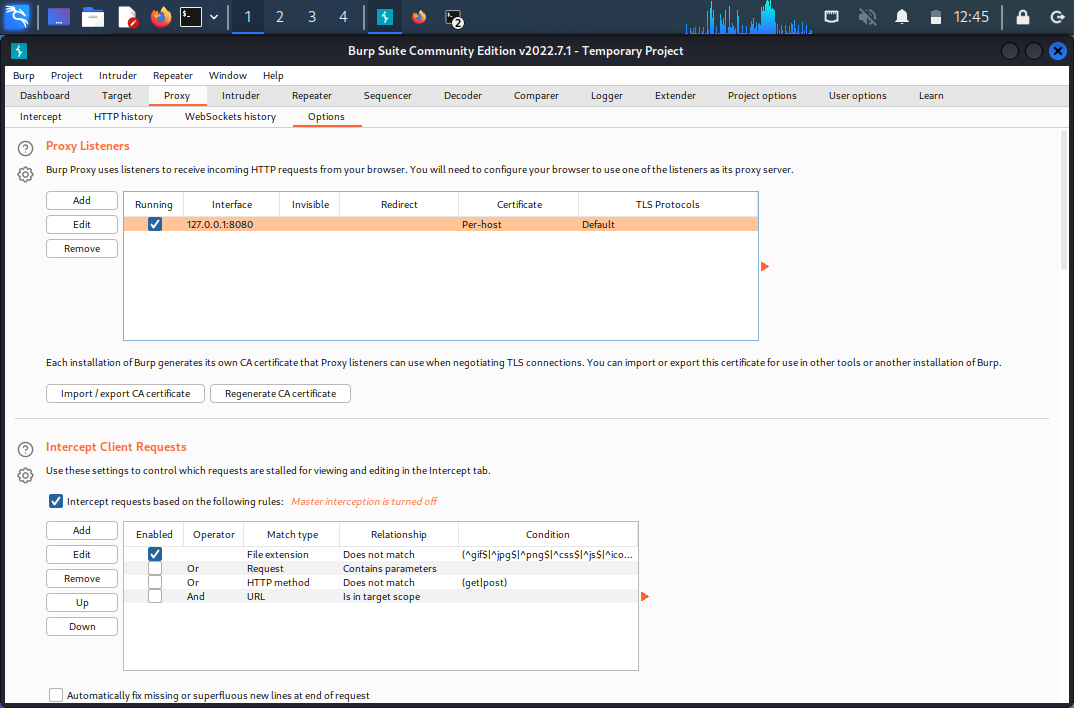 1 2 3 4 2 12:45
Burp Suite Community Edition v2022.7.1 - Temporary Project
Burp Project Intruder Repeater Window Help
Dashboard Target Proxy Intruder Repeater Sequencer Decoder Comparer Logger Extender Project options User options Learn
Intercept HTTP history WebSockets history Options
? Proxy Listeners
Burp Proxy uses listeners to receive incoming HTTP requests from your browser. You will need to configure your browser to use one of the listeners as its proxy server.
Add
Edit
Remove
Running Interface Invisible Redirect Certificate TLS Protocols
127.0.0.1:8080 Per-host Default
Each installation of Burp generates its own CA certificate that Proxy listeners can use when negotiating TLS connections. You can import or export this certificate for use in other tools or another installation of Burp.
Import / export CA certificate Regenerate CA certificate
? Intercept Client Requests
Use these settings to control which requests are stalled for viewing and editing in the Intercept tab.
Intercept requests based on the following rules: Master interception is turned off
Add
Edit
Remove
Up
Down
Enabled Operator Match type Relationship Condition
File extension Does not match (^gif$|^jpg$|^png$|^css$|^js$|^ico...
Or Request Contains parameters
Or HTTP method Does not match (get|post)
And URL Is in target scope
Automatically fix missing or superfluous new lines at end of request